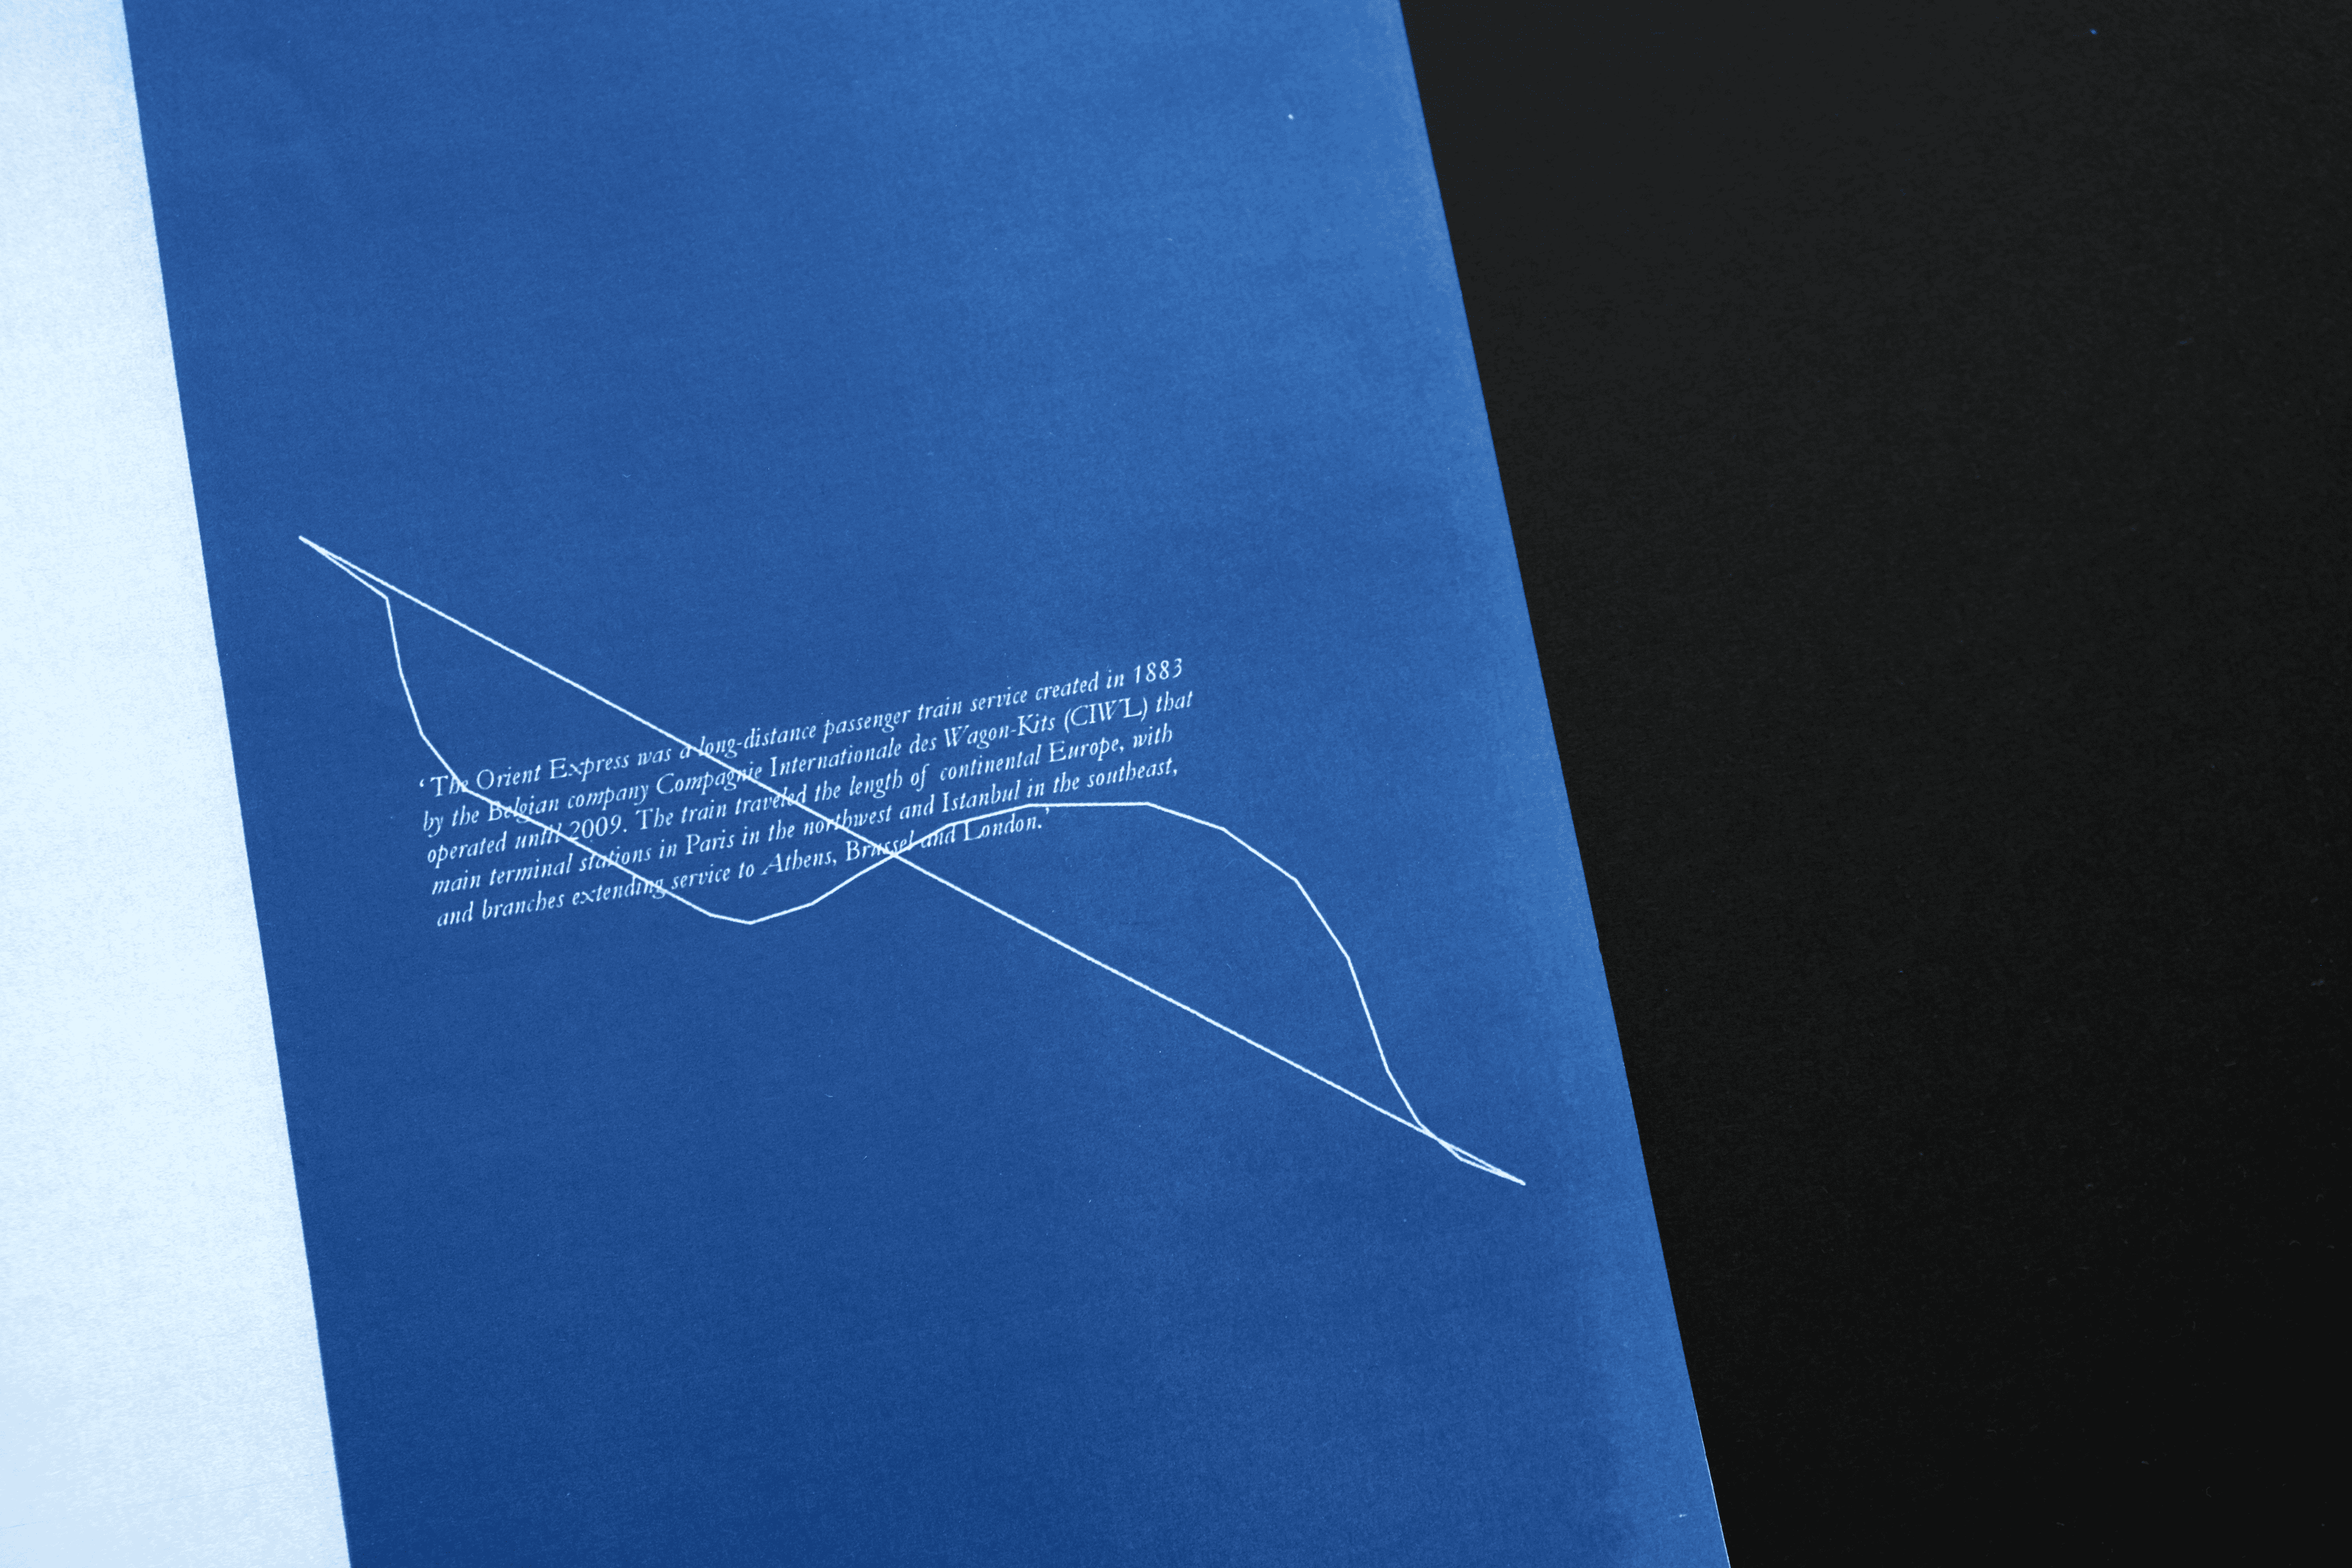 ‘The Orient Express was a long-distance passenger train service created in 1883
by the Belgian company Compagnie Internationale des Wagon-Kits (CIWL) that
operated until 2009. The train traveled the length of continental Europe, with
main terminal stations in Paris in the northwest and Istanbul in the southeast,
and branches extending service to Athens, Brussel and London.’